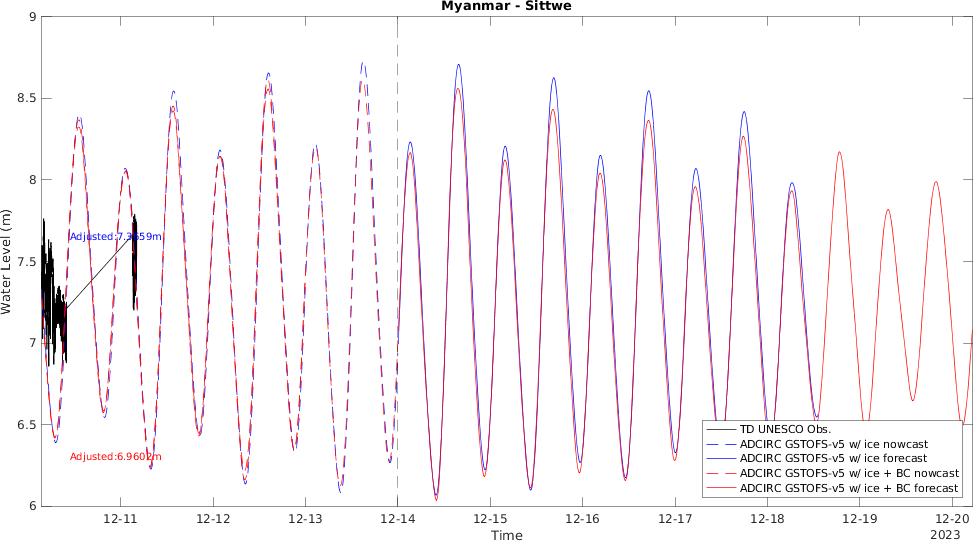 Myanmar - Sittwe
Water Level (m)
9
8.5
8
7.5
7
6.5
6
Adjusted:7.3659m
Adjusted:6.9602m
TD UNESCO Obs.
ADCIRC GSTOFS-v5 w/ ice nowcast
ADCIRC GSTOFS-v5 w/ ice forecast
ADCIRC GSTOFS-v5 w/ ice + BC nowcast
ADCIRC GSTOFS-v5 w/ ice + BC forecast
12-11 12-12 12-13 12-14 12-15 12-16 12-17 12-18 12-19 12-20
2023
Time